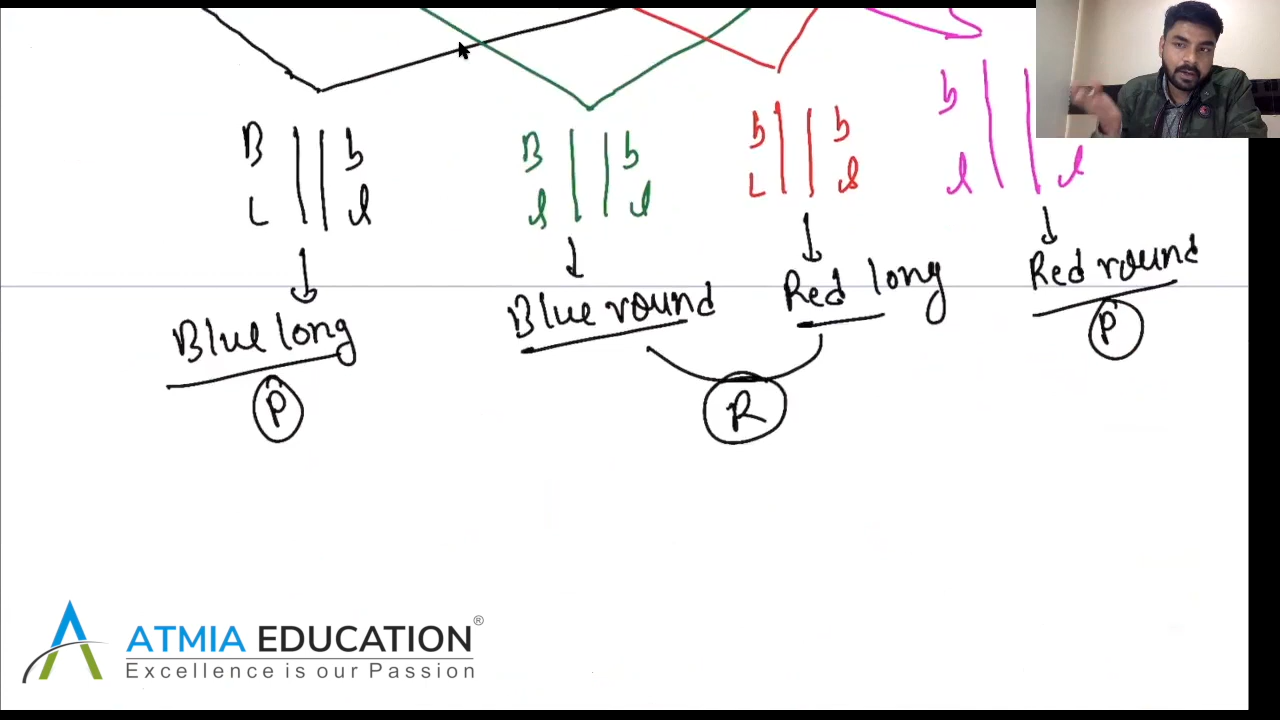 B b B b b b b
L l l l L l l l
Blue long Blue round Red long Red round
P R P
ATMIA EDUCATION®
Excellence is our Passion